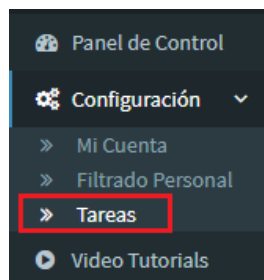 Panel de Control
Configuración
» Mi Cuenta
» Filtrado Personal
» Tareas
Video Tutorials